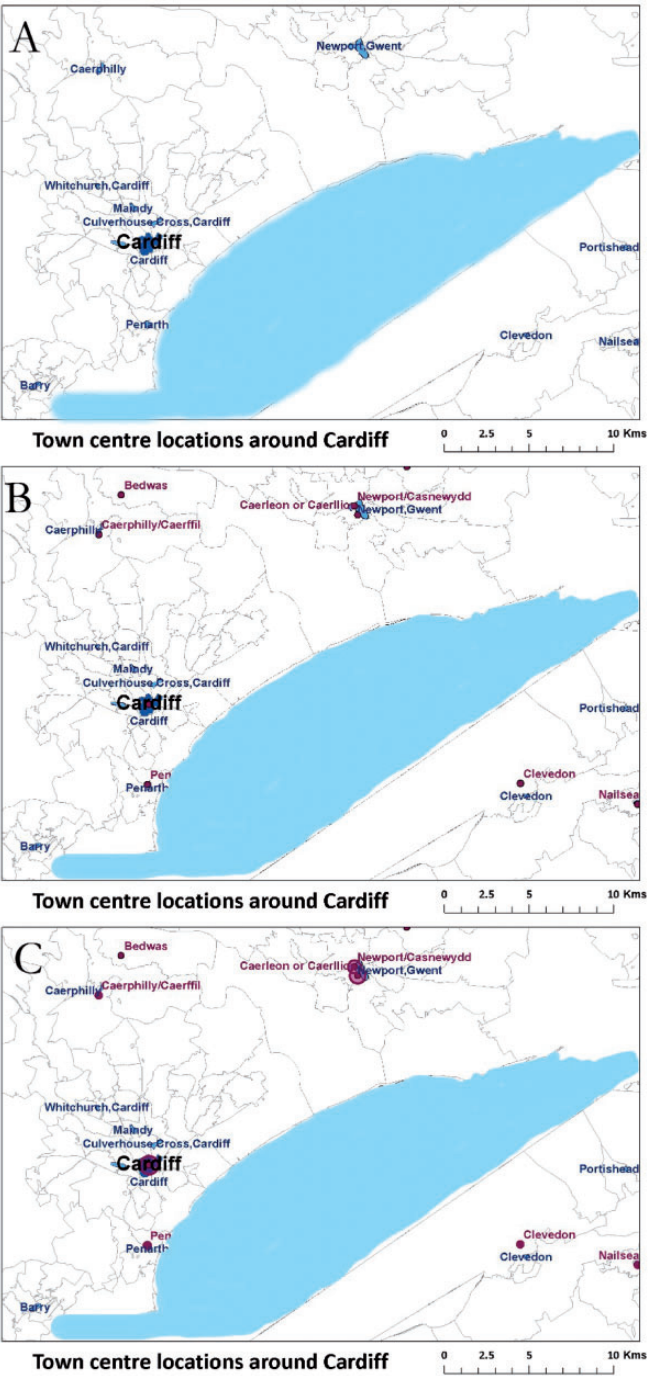 A
Newport,Gwent
Caerphilly
Whitchurch,Cardiff
Maindy
Culverhouse Cross,Cardiff
Cardiff
Cardiff
Portishead
Penarth
Clevedon
Nailsea
Barry
Town centre locations around Cardiff
0 2.5 5 10 Kms
B
Bedwas
Newport/Casnewydd
Caerleon or Caerllio
Newport,Gwent
Caerphilly/Caerffil
Caerphilly
Whitchurch,Cardiff
Maindy
Culverhouse Cross,Cardiff
Cardiff
Cardiff
Portishead
Pen
Penarth
Clevedon
Clevedon
Nailsea
Barry
Town centre locations around Cardiff
0 2.5 5 10 Kms
C
Bedwas
Newport/Casnewydd
Caerleon or Caerllio
Newport,Gwent
Caerphilly/Caerffil
Caerphilly
Whitchurch,Cardiff
Maindy
Culverhouse Cross,Cardiff
Cardiff
Cardiff
Portishead
Pen
Penarth
Clevedon
Clevedon
Nailsea
Barry
Town centre locations around Cardiff
0 2.5 5 10 Kms